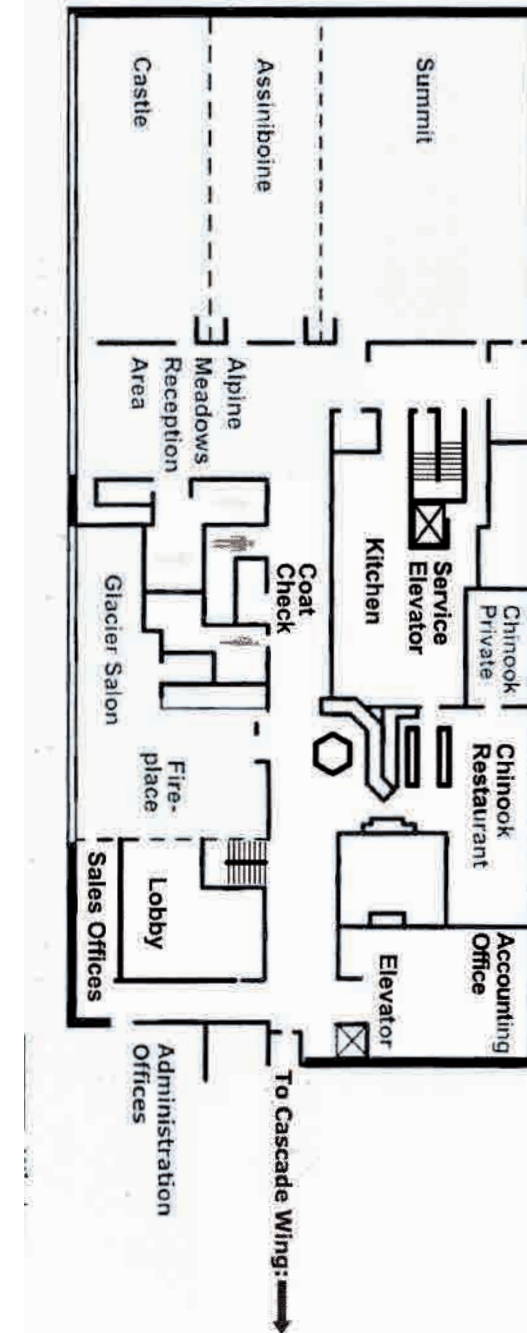 Summit
Assiniboine
Castle
Alpine
Meadows
Reception
Area
Service
Elevator
Kitchen
Chinook
Private
Coat
Check
Glacier Salon
Fire-
place
Chinook
Restaurant
Accounting
Office
Elevator
Lobby
Sales Offices
Administration
Offices
To Cascade Wing: